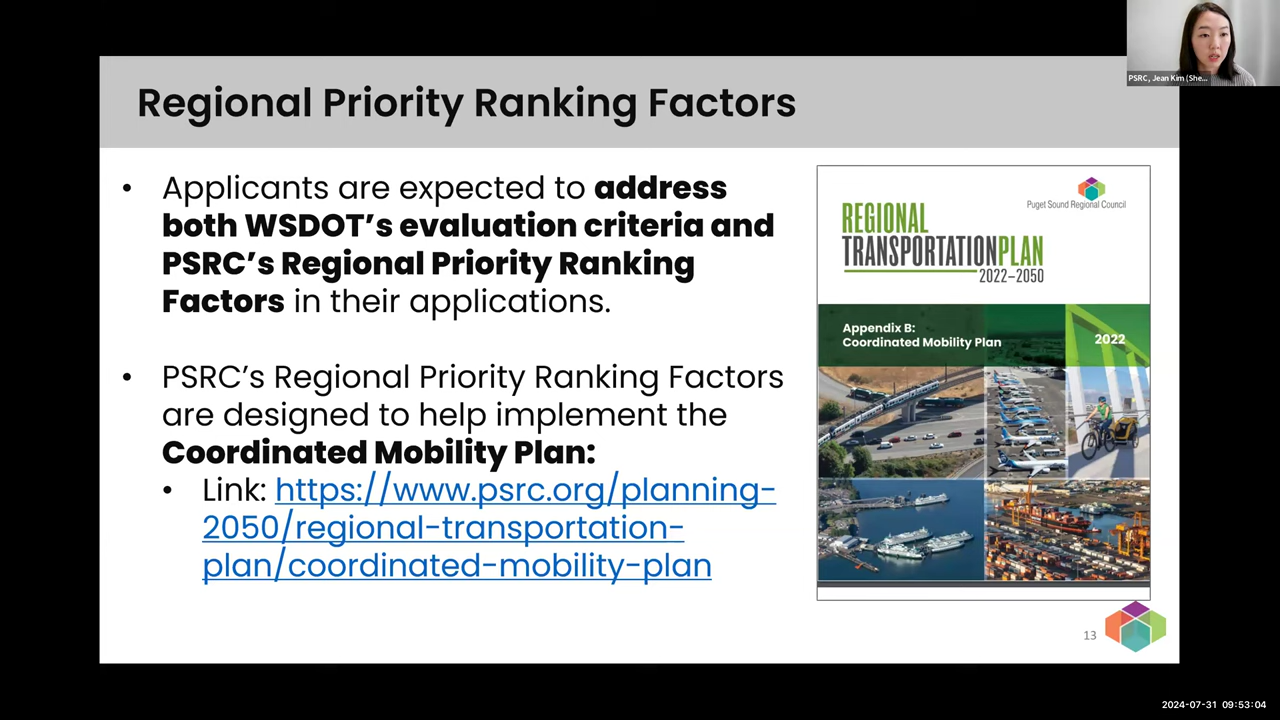 PSRC, Jean Kim (She...
Regional Priority Ranking Factors
• Applicants are expected to address
both WSDOT’s evaluation criteria and
PSRC’s Regional Priority Ranking
Factors in their applications.
• PSRC’s Regional Priority Ranking Factors
are designed to help implement the
Coordinated Mobility Plan:
• Link: https://www.psrc.org/planning-
2050/regional-transportation-
plan/coordinated-mobility-plan
Puget Sound Regional Council
REGIONAL
TRANSPORTATIONPLAN
2022–2050
Appendix B:
Coordinated Mobility Plan
2022
13
2024-07-31 09:53:04